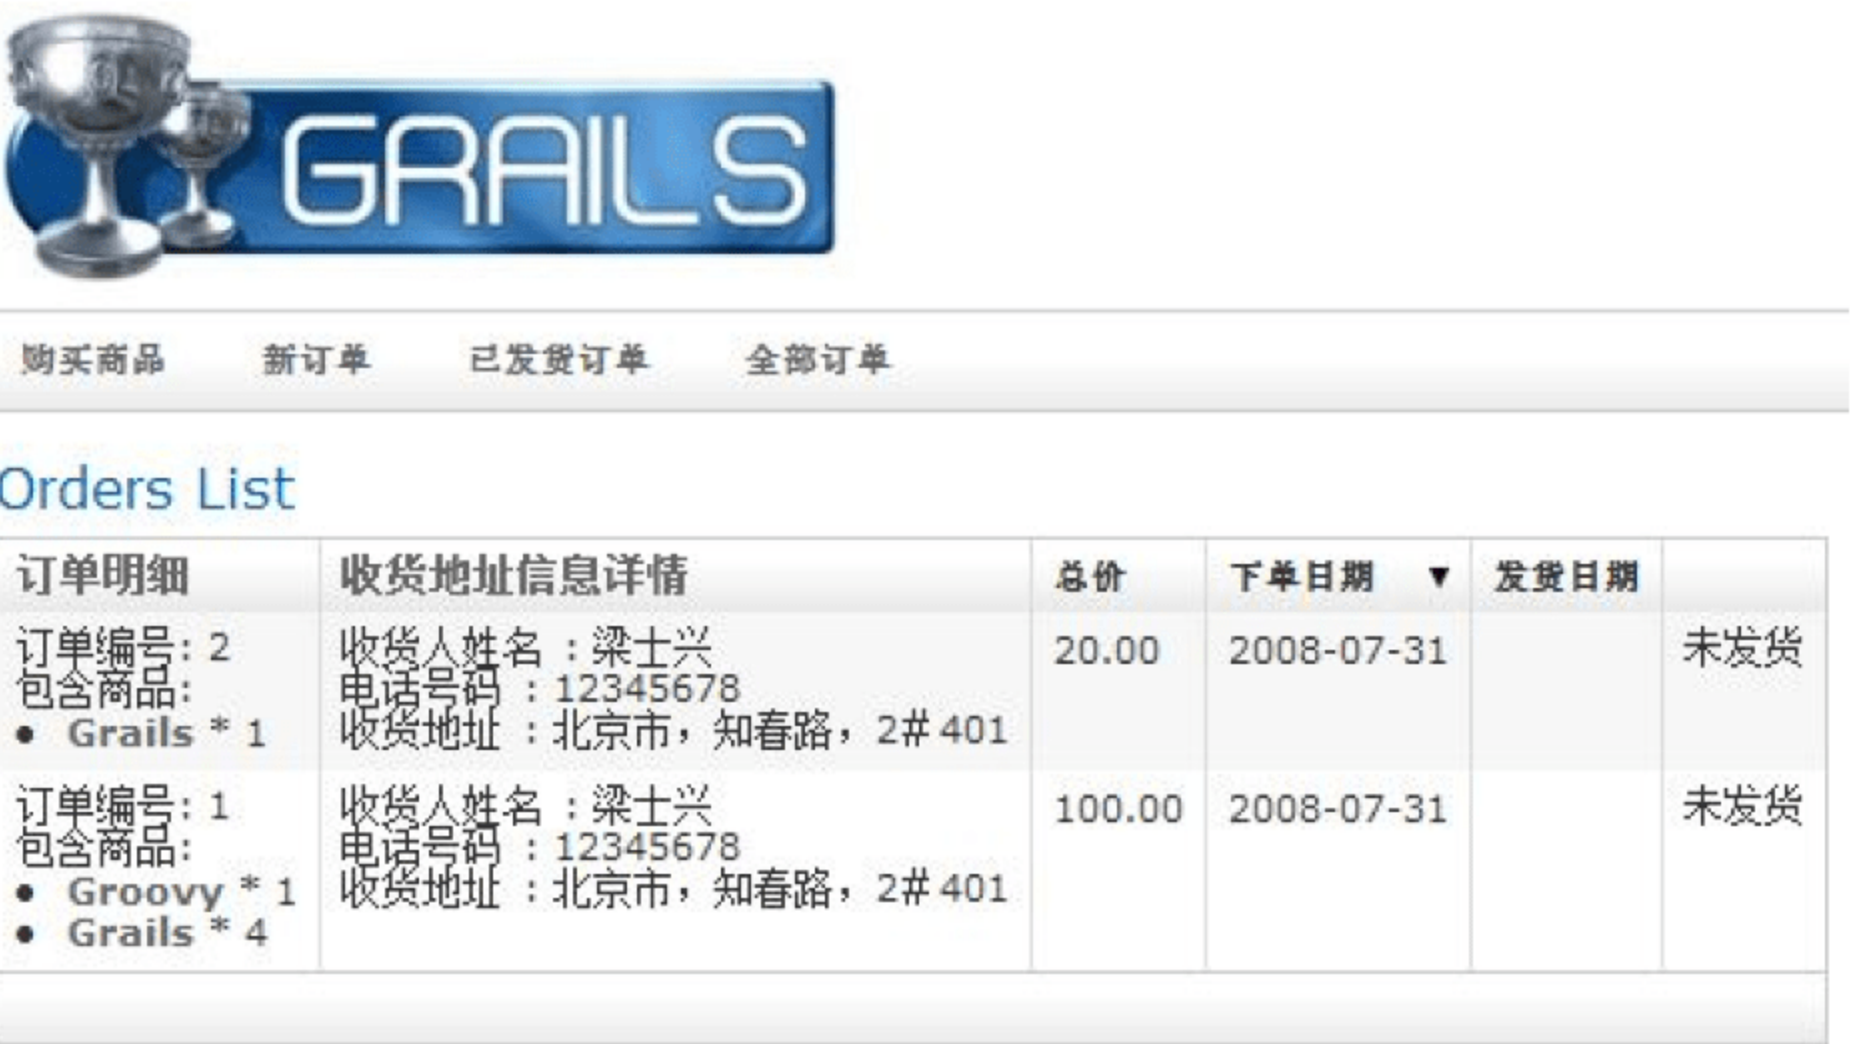 GRAILS
购买商品 新订单 已发货订单 全部订单
Orders List
订单明细 收货地址信息详情 总价 下单日期 ▼ 发货日期
订单编号: 2
包含商品:
• Grails * 1
收货人姓名 : 梁士兴
电话号码 : 12345678
收货地址 : 北京市，知春路，2# 401
20.00 2008-07-31 未发货
订单编号: 1
包含商品:
• Groovy * 1
• Grails * 4
收货人姓名 : 梁士兴
电话号码 : 12345678
收货地址 : 北京市，知春路，2# 401
100.00 2008-07-31 未发货